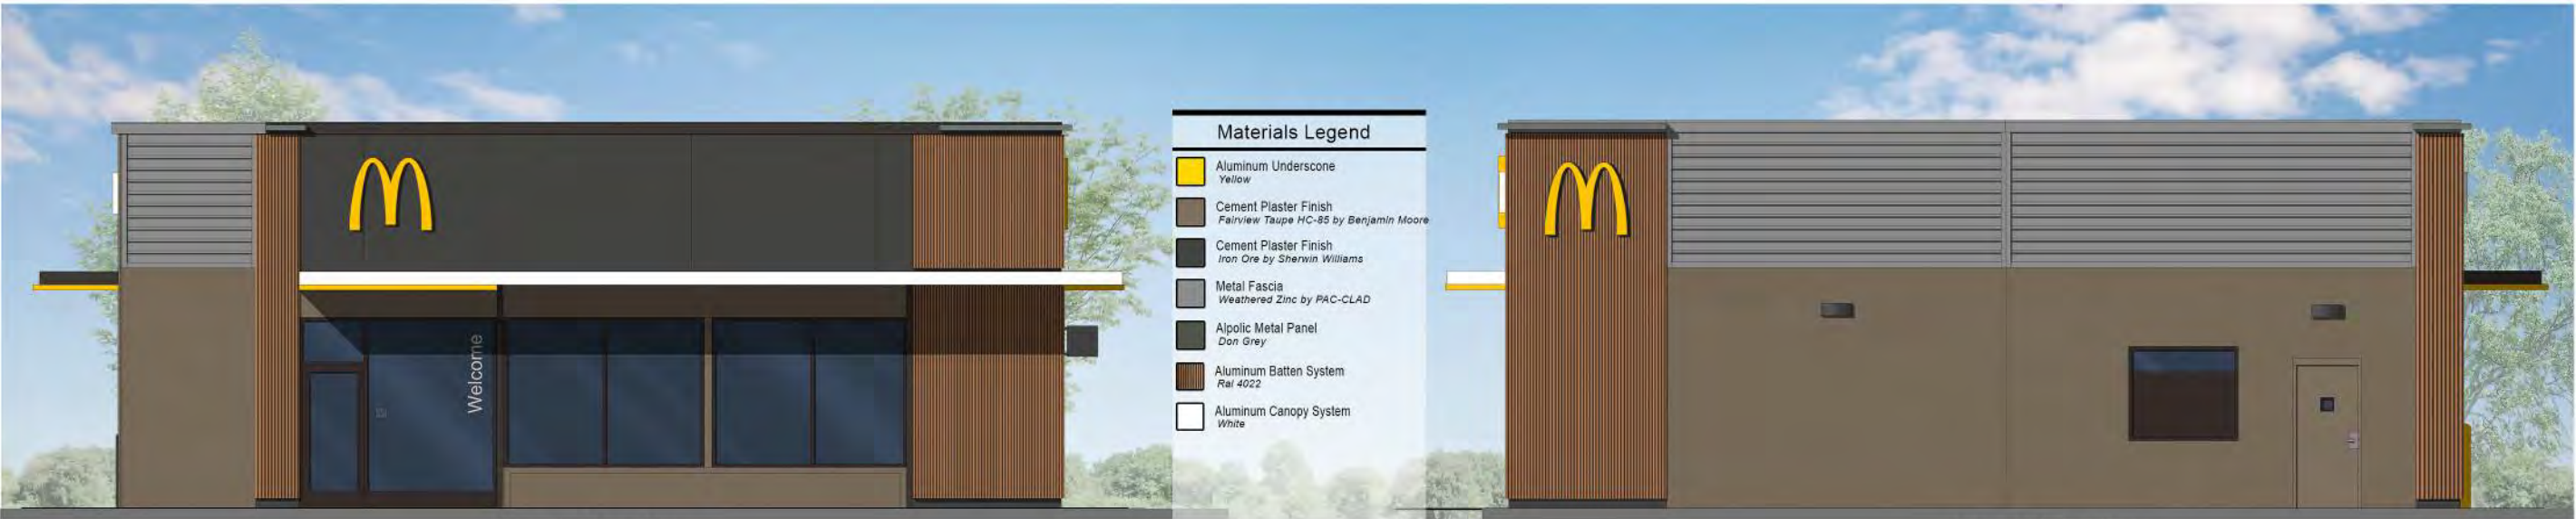 Welcome
Materials Legend
Aluminum Underscone
Yellow
Cement Plaster Finish
Fairview Taupe HC-85 by Benjamin Moore
Cement Plaster Finish
Iron Ore by Sherwin Williams
Metal Fascia
Weathered Zinc by PAC-CLAD
Alpolic Metal Panel
Don Grey
Aluminum Batten System
Ral 4022
Aluminum Canopy System
White